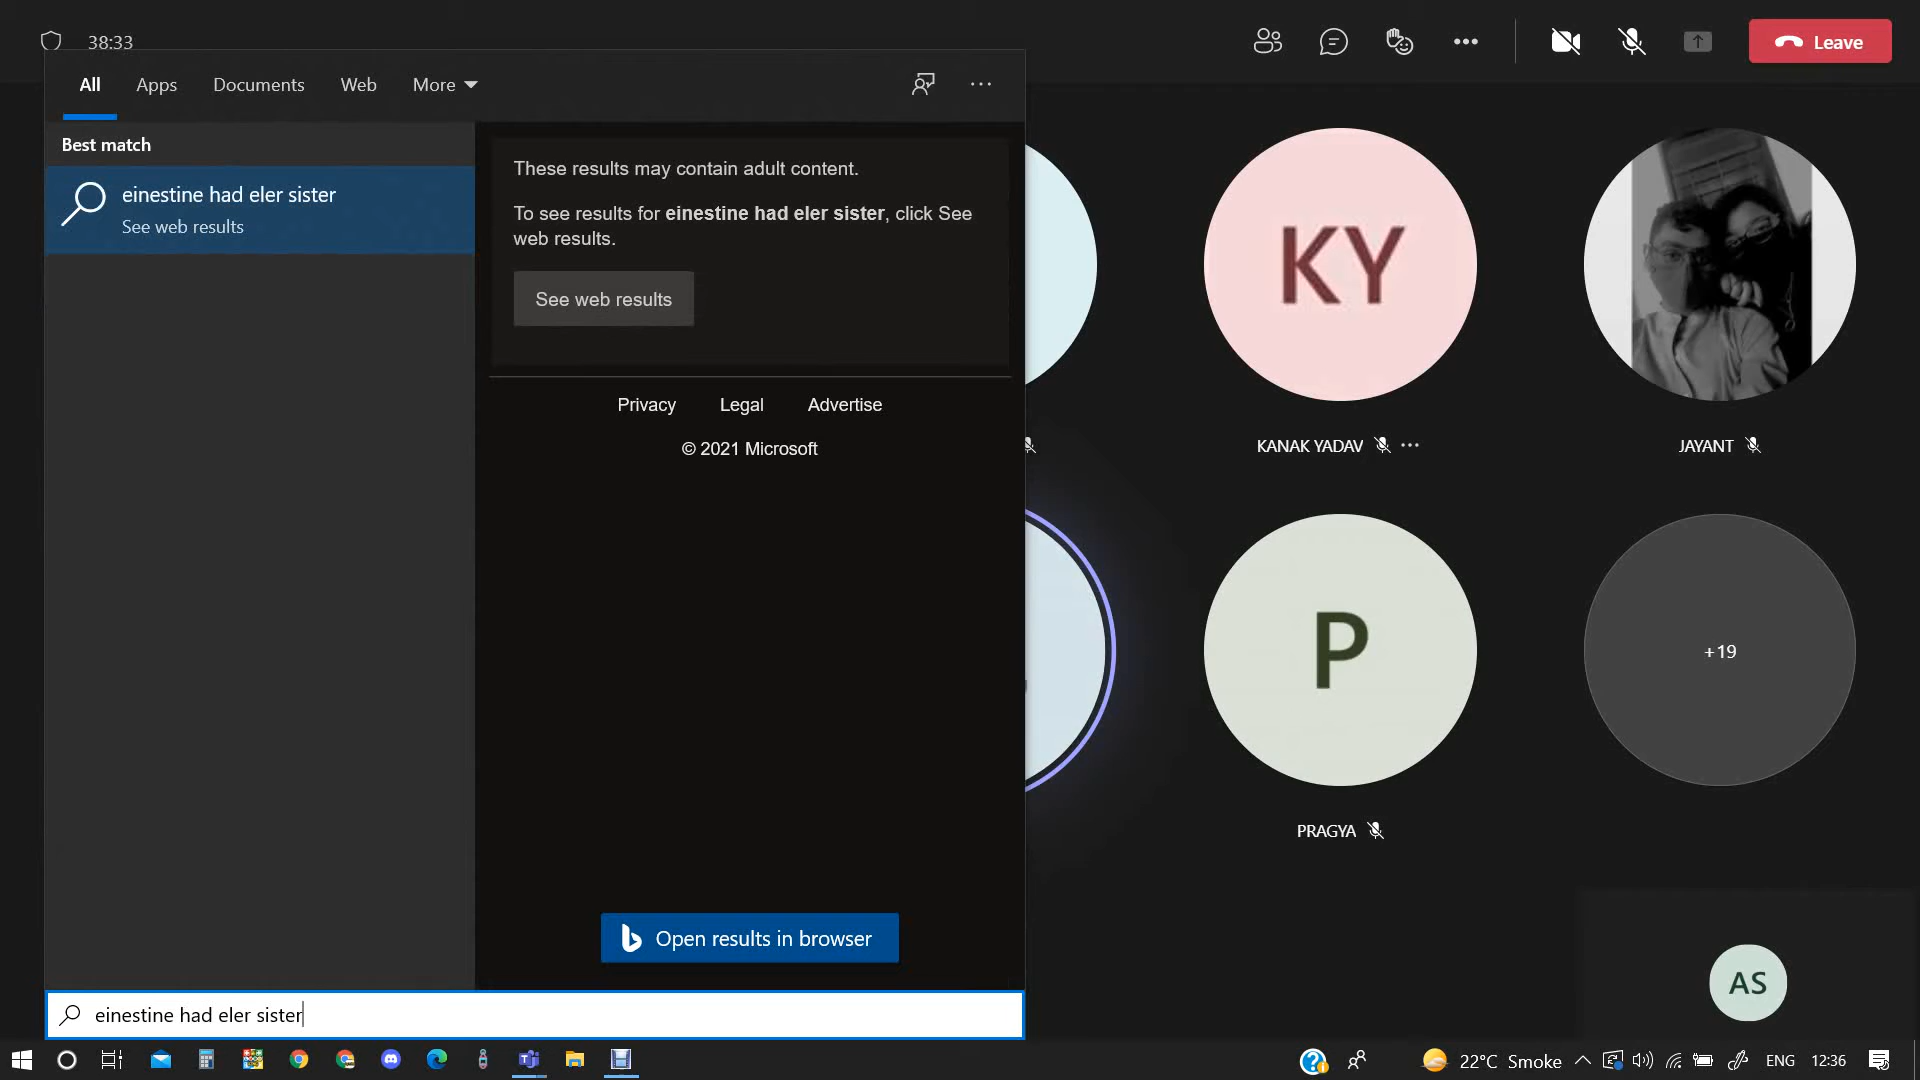 38:33
Leave
All Apps Documents Web More
Best match
einestine had eler sister
See web results
These results may contain adult content.
To see results for einestine had eler sister, click See
web results.
See web results
Privacy Legal Advertise
© 2021 Microsoft
Open results in browser
einestine had eler sister
KY
KANAK YADAV
JAYANT
P
+19
PRAGYA
AS
22°C Smoke
ENG
12:36